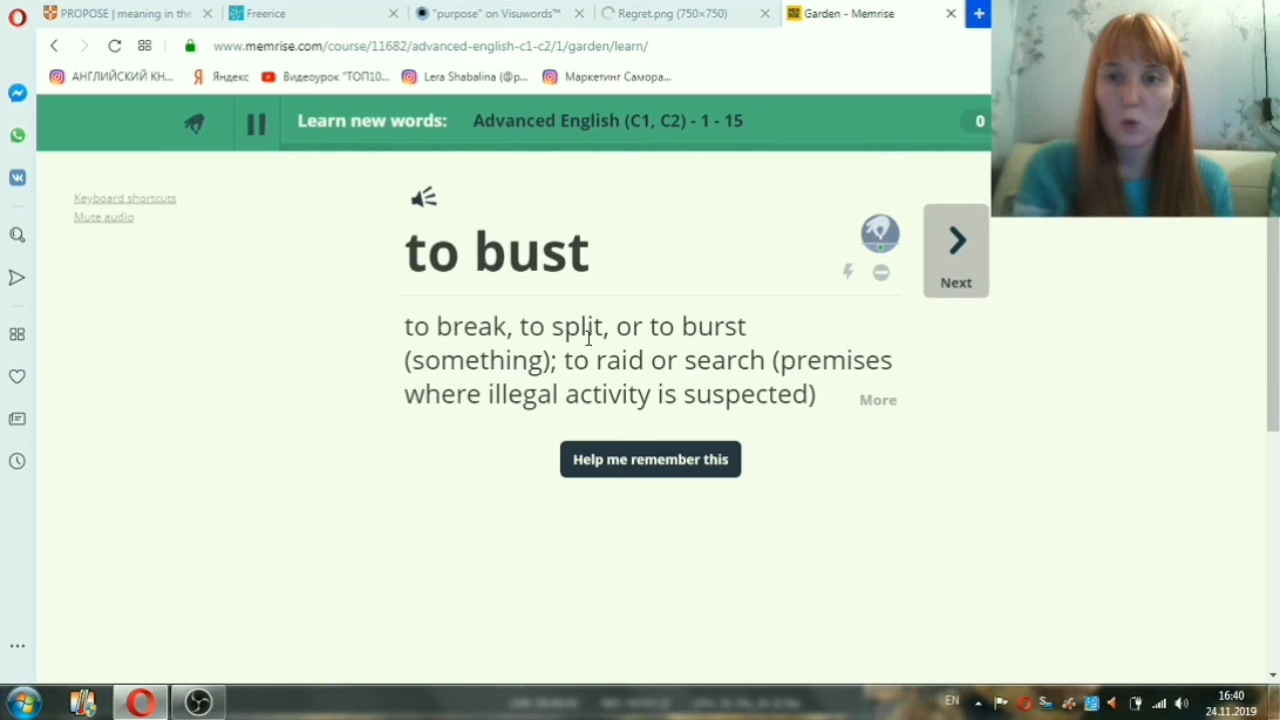 PROPOSE | meaning in the
Freerice
"purpose" on Visuwords™
Regret.png (750×750)
Garden - Memrise
www.memrise.com/course/11682/advanced-english-c1-c2/1/garden/learn/
АНГЛИЙСКИЙ КН...
Яндекс
Видеоурок "ТОП10...
Lera Shabalina (@p...
Маркетинг Самора...
Learn new words: Advanced English (C1, C2) - 1 - 15
0
Keyboard shortcuts
Mute audio
to bust
Next
to break, to split, or to burst
(something); to raid or search (premises
where illegal activity is suspected)
More
Help me remember this
EN
16:40
24.11.2019